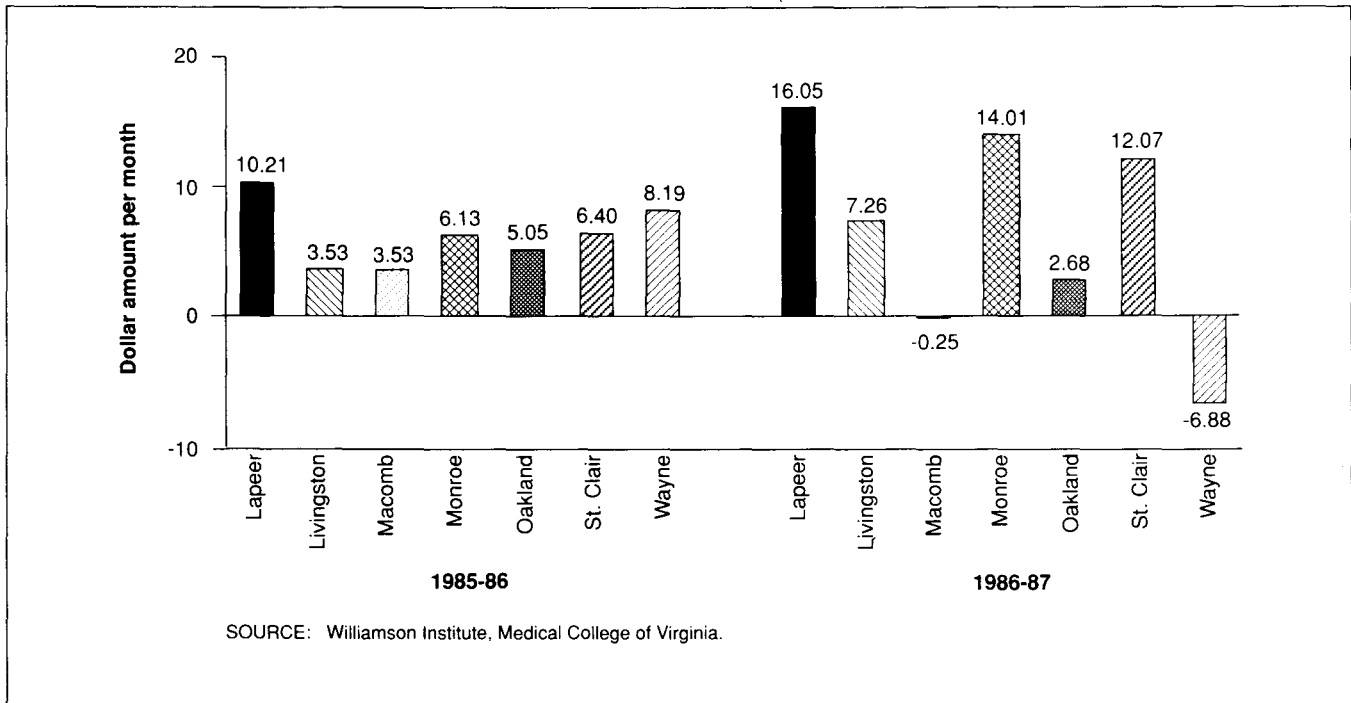 Dollar amount per month
20
10
0
-10
10.21
3.53
3.53
6.13
5.05
6.40
8.19
16.05
7.26
-0.25
14.01
2.68
12.07
-6.88
Lapeer
Livingston
Macomb
Monroe
Oakland
St. Clair
Wayne
Lapeer
Livingston
Macomb
Monroe
Oakland
St. Clair
Wayne
1985-86
1986-87
SOURCE: Williamson Institute, Medical College of Virginia.